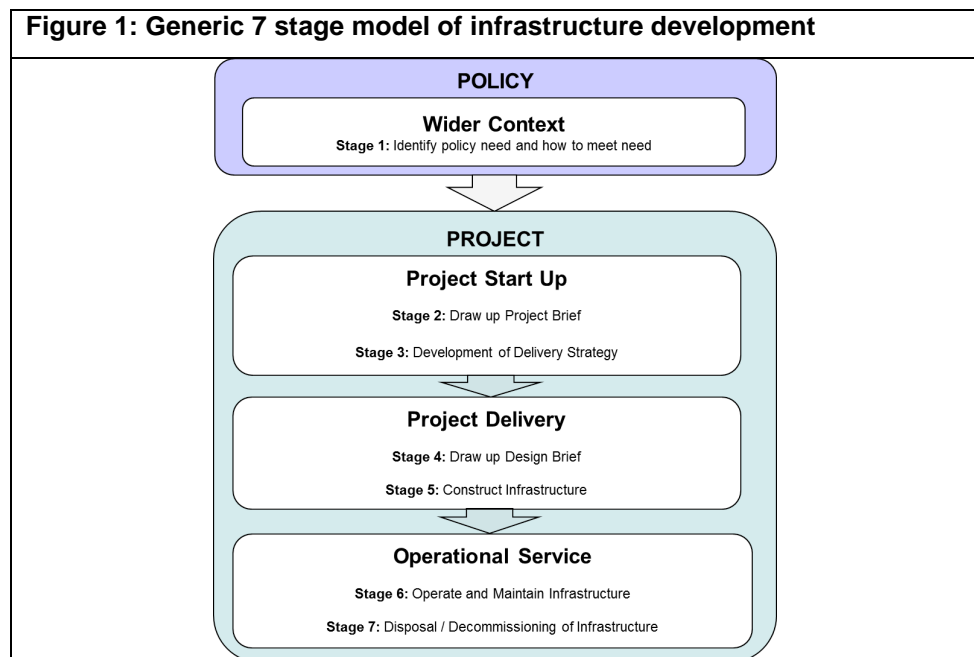 Figure 1: Generic 7 stage model of infrastructure development
POLICY
Wider Context
Stage 1: Identify policy need and how to meet need
PROJECT
Project Start Up
Stage 2: Draw up Project Brief
Stage 3: Development of Delivery Strategy
Project Delivery
Stage 4: Draw up Design Brief
Stage 5: Construct Infrastructure
Operational Service
Stage 6: Operate and Maintain Infrastructure
Stage 7: Disposal / Decommissioning of Infrastructure